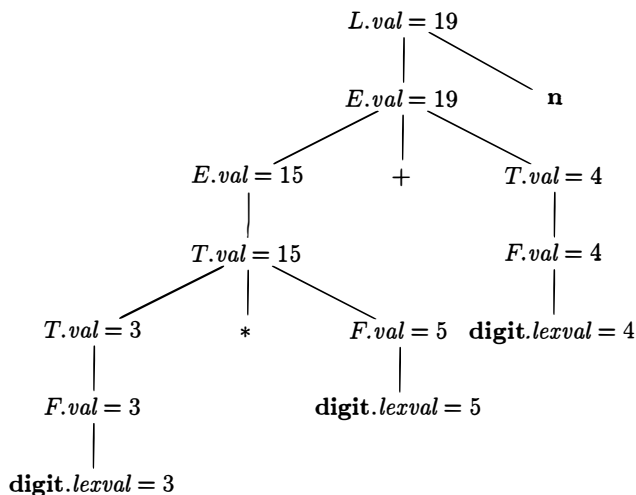 L.val = 19
E.val = 19 n
E.val = 15 + T.val = 4
T.val = 15 F.val = 4
T.val = 3 * F.val = 5 digit.lexval = 4
F.val = 3 digit.lexval = 5
digit.lexval = 3